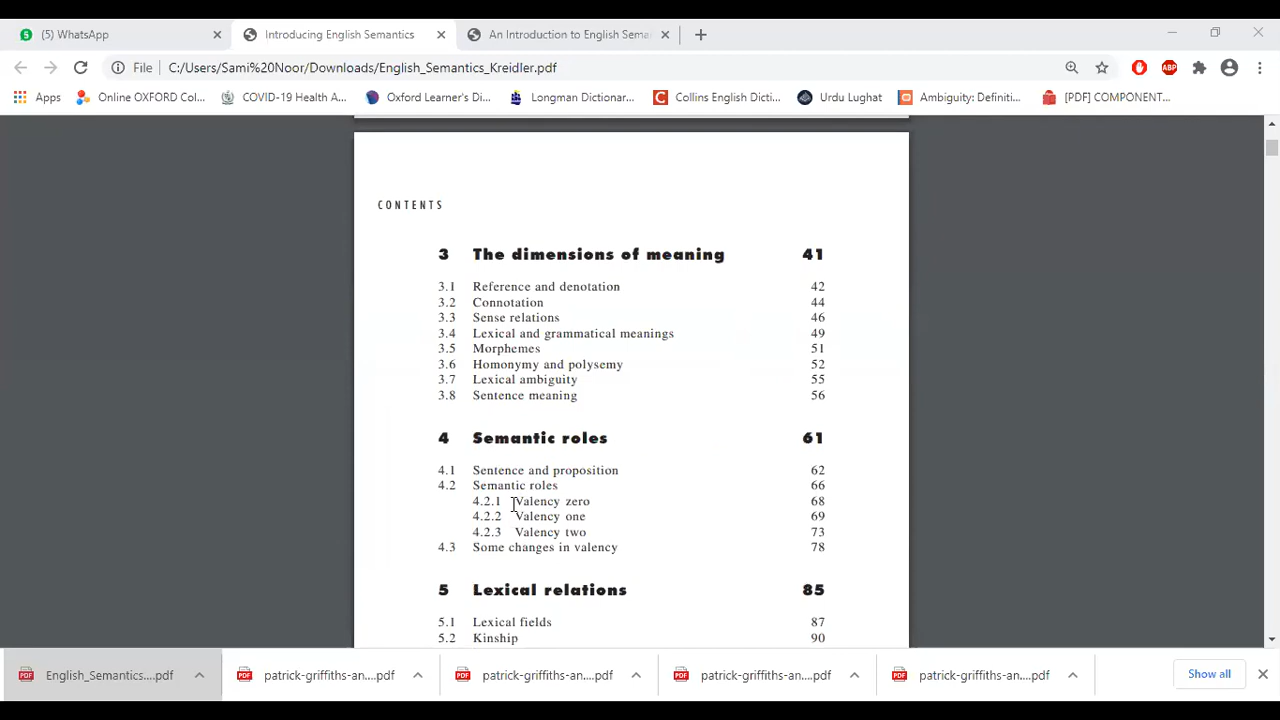 (5) WhatsApp
Introducing English Semantics
An Introduction to English Sema
File C:/Users/Sami%20Noor/Downloads/English_Semantics_Kreidler.pdf
Apps Online OXFORD Col... COVID-19 Health A... Oxford Learner's Di... Longman Dictionar... Collins English Dicti... Urdu Lughat Ambiguity: Definiti... [PDF] COMPONENT...
CONTENTS
3 The dimensions of meaning 41
3.1 Reference and denotation 42
3.2 Connotation 44
3.3 Sense relations 46
3.4 Lexical and grammatical meanings 49
3.5 Morphemes 51
3.6 Homonymy and polysemy 52
3.7 Lexical ambiguity 55
3.8 Sentence meaning 56
4 Semantic roles 61
4.1 Sentence and proposition 62
4.2 Semantic roles 66
4.2.1 Valency zero 68
4.2.2 Valency one 69
4.2.3 Valency two 73
4.3 Some changes in valency 78
5 Lexical relations 85
5.1 Lexical fields 87
5.2 Kinship 90
English_Semantics....pdf patrick-griffiths-an....pdf patrick-griffiths-an....pdf patrick-griffiths-an....pdf patrick-griffiths-an....pdf Show all